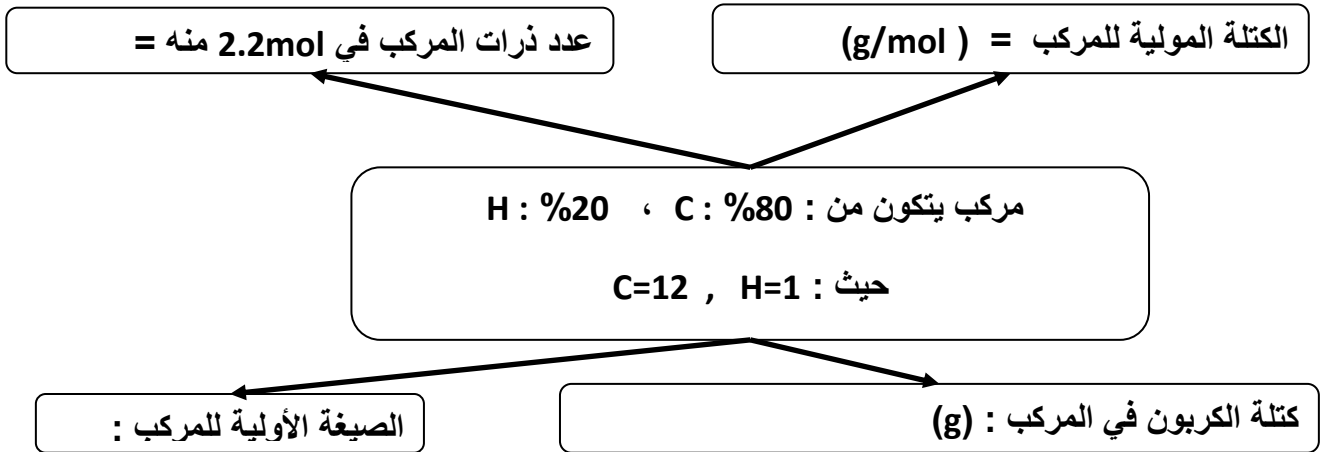 الكتلة المولية للمركب = ( g/mol)
عدد ذرات المركب في 2.2mol منه =
مركب يتكون من : C : %80 ، H : %20
حيث : C=12 , H=1
كتلة الكربون في المركب : (g)
الصيغة الأولية للمركب :